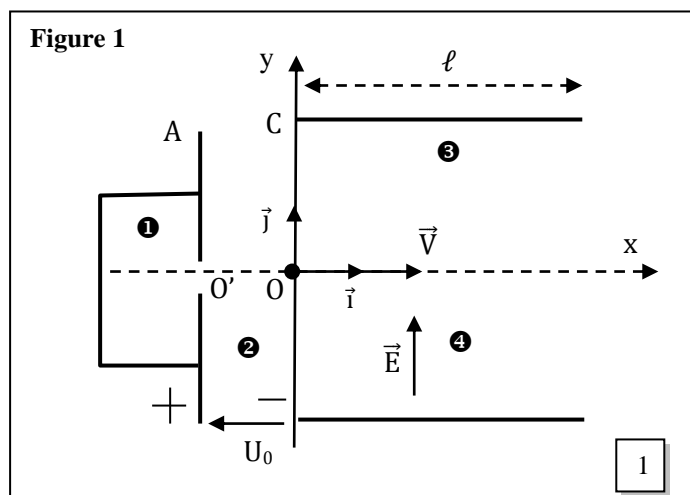 Figure 1
y
ℓ
A
C
❸
❶
j⃗
V⃗
x
O'
O
i⃗
❷
E⃗
❹
+
−
U₀
1